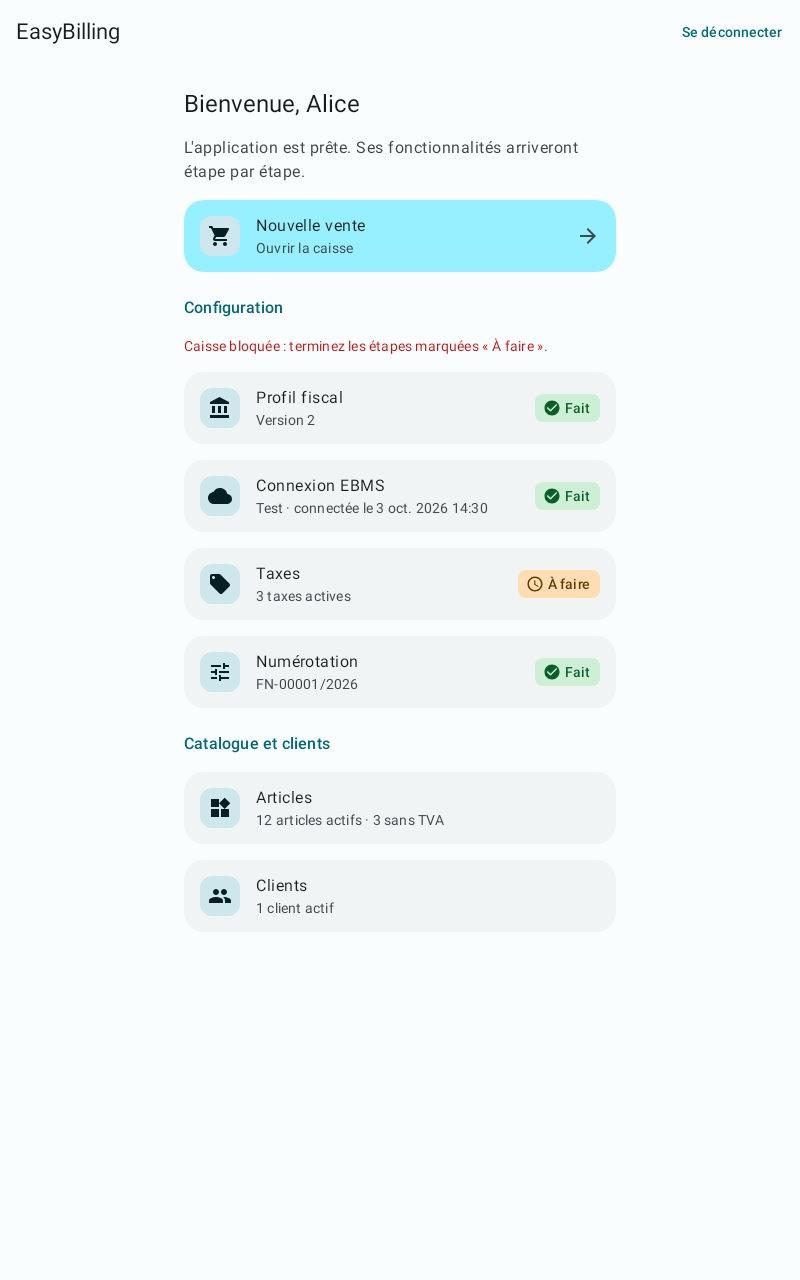 EasyBilling
Se déconnecter
Bienvenue, Alice
L'application est prête. Ses fonctionnalités arriveront
étape par étape.
Nouvelle vente
Ouvrir la caisse
Configuration
Caisse bloquée : terminez les étapes marquées « À faire ».
Profil fiscal
Version 2
Fait
Connexion EBMS
Test · connectée le 3 oct. 2026 14:30
Fait
Taxes
3 taxes actives
À faire
Numérotation
FN-00001/2026
Fait
Catalogue et clients
Articles
12 articles actifs · 3 sans TVA
Clients
1 client actif